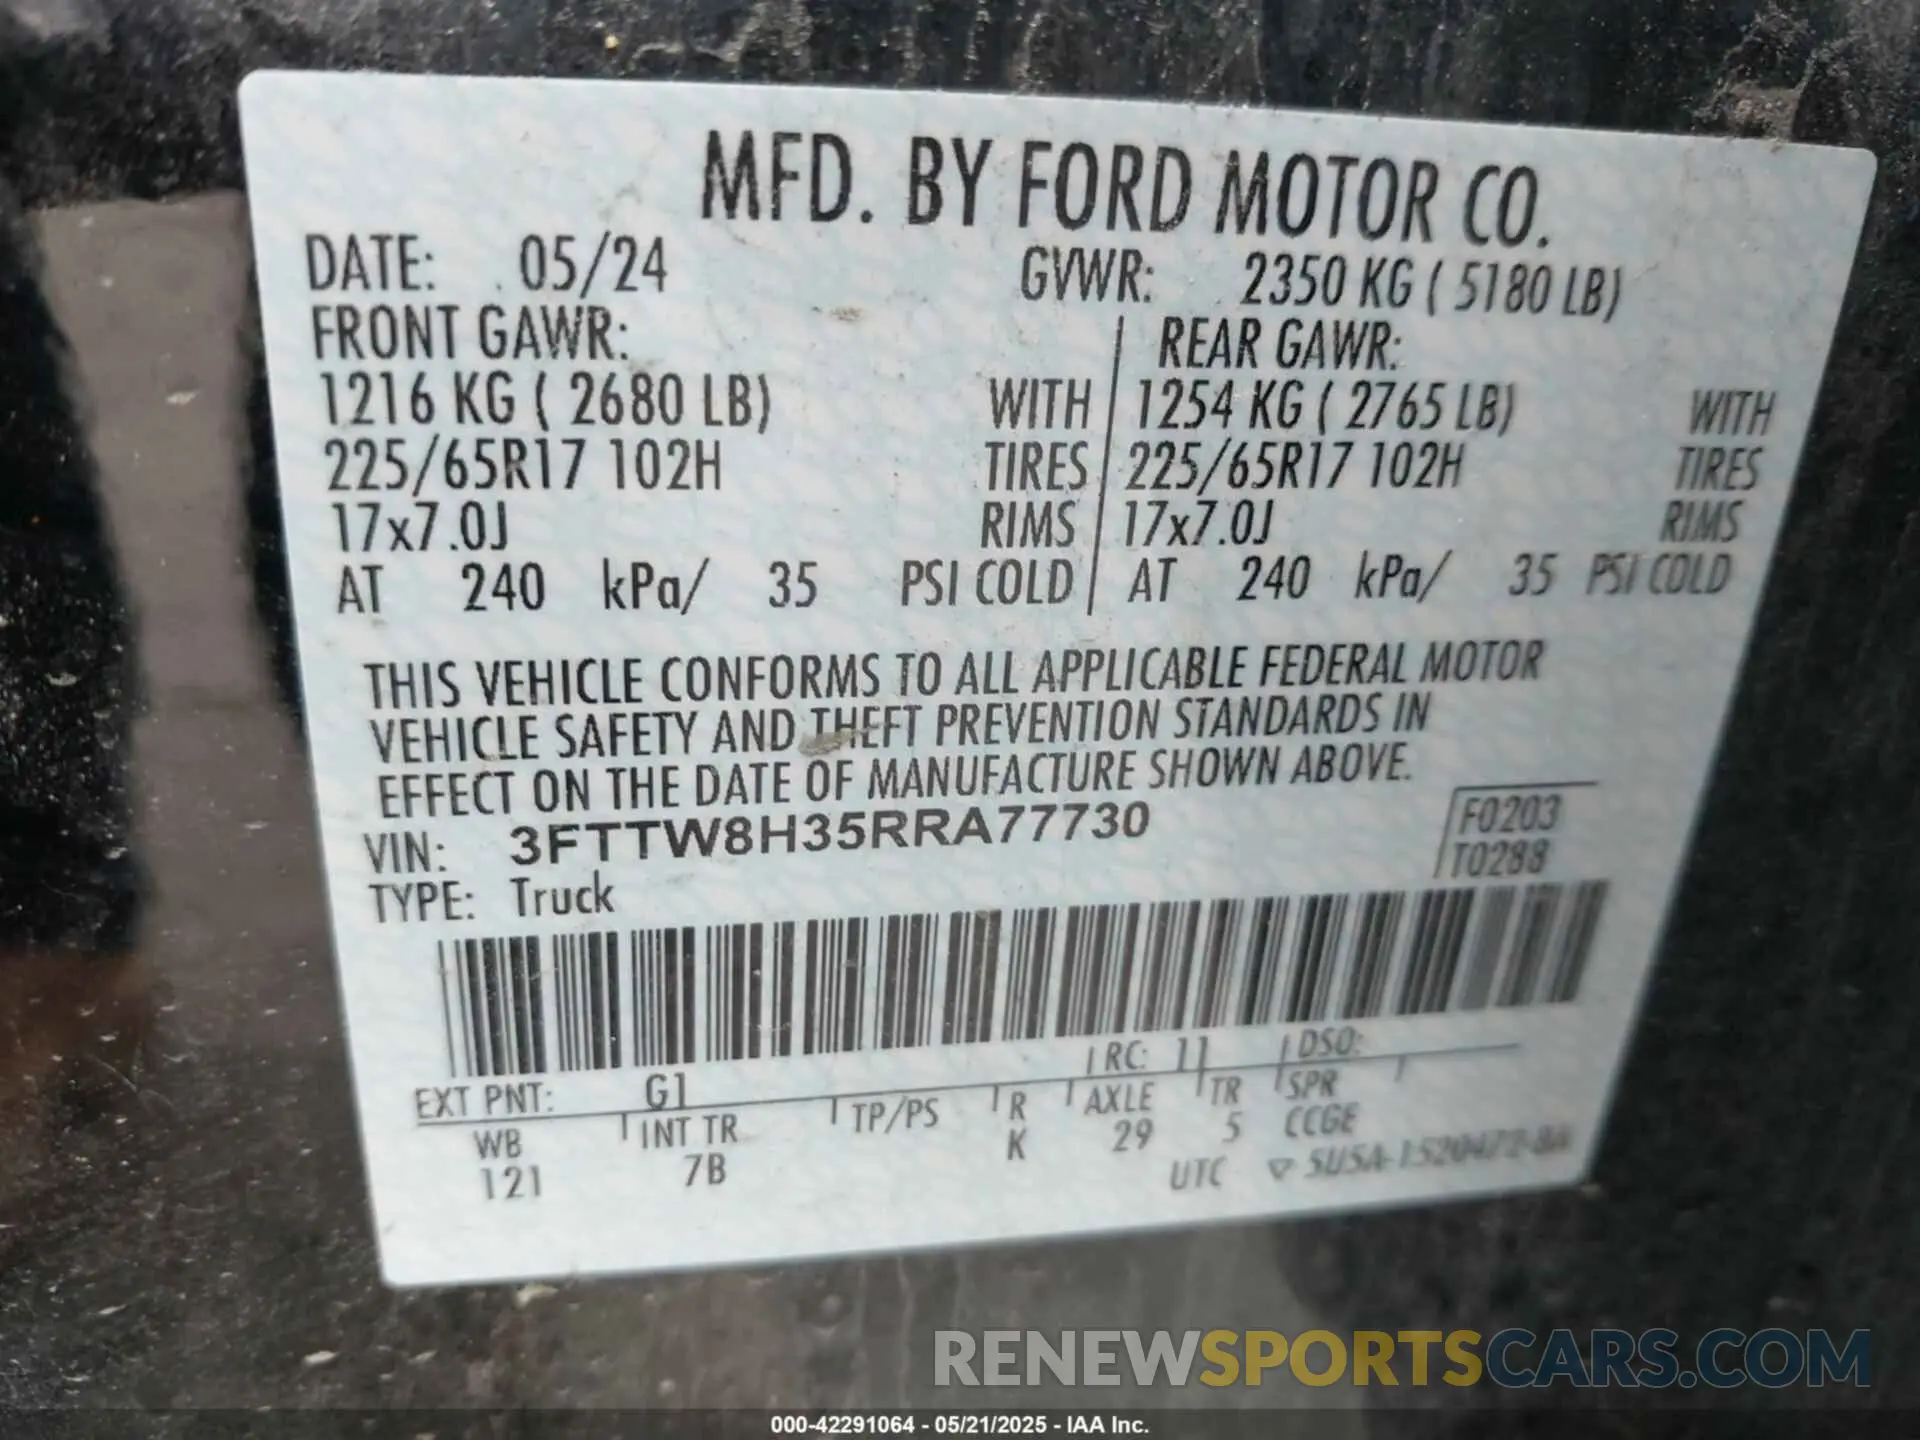 MFD. BY FORD MOTOR CO.
DATE: 05/24 GVWR: 2350 KG ( 5180 LB)
FRONT GAWR: REAR GAWR:
1216 KG ( 2680 LB) WITH 1254 KG ( 2765 LB) WITH
225/65R17 102H TIRES 225/65R17 102H TIRES
17x7.0J RIMS 17x7.0J RIMS
AT 240 kPa/ 35 PSI COLD AT 240 kPa/ 35 PSI COLD
THIS VEHICLE CONFORMS TO ALL APPLICABLE FEDERAL MOTOR
VEHICLE SAFETY AND THEFT PREVENTION STANDARDS IN
EFFECT ON THE DATE OF MANUFACTURE SHOWN ABOVE.
VIN: 3FTTW8H35RRA77730
F0203
T0288
TYPE: Truck
EXT PNT: G1 RC: 11 DSO:
WB INT TR TP/PS R AXLE TR SPR
121 7B K 29 5 CCGE
UTC SUSA-1520472-BA
RENEWSPORTSCARS.COM
000-42291064 - 05/21/2025 - IAA Inc.